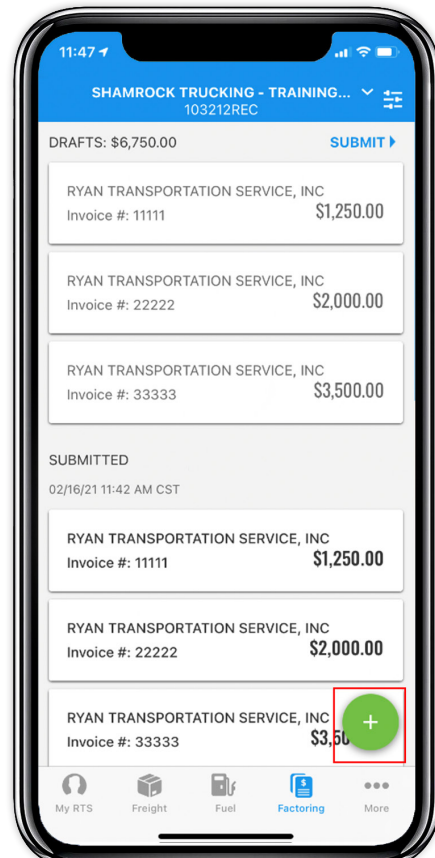 11:47
SHAMROCK TRUCKING - TRAINING...
103212REC
DRAFTS: $6,750.00 SUBMIT
RYAN TRANSPORTATION SERVICE, INC
Invoice #: 11111 $1,250.00
RYAN TRANSPORTATION SERVICE, INC
Invoice #: 22222 $2,000.00
RYAN TRANSPORTATION SERVICE, INC
Invoice #: 33333 $3,500.00
SUBMITTED
02/16/21 11:42 AM CST
RYAN TRANSPORTATION SERVICE, INC
Invoice #: 11111 $1,250.00
RYAN TRANSPORTATION SERVICE, INC
Invoice #: 22222 $2,000.00
RYAN TRANSPORTATION SERVICE, INC
Invoice #: 33333 $3,50
+
My RTS Freight Fuel Factoring More